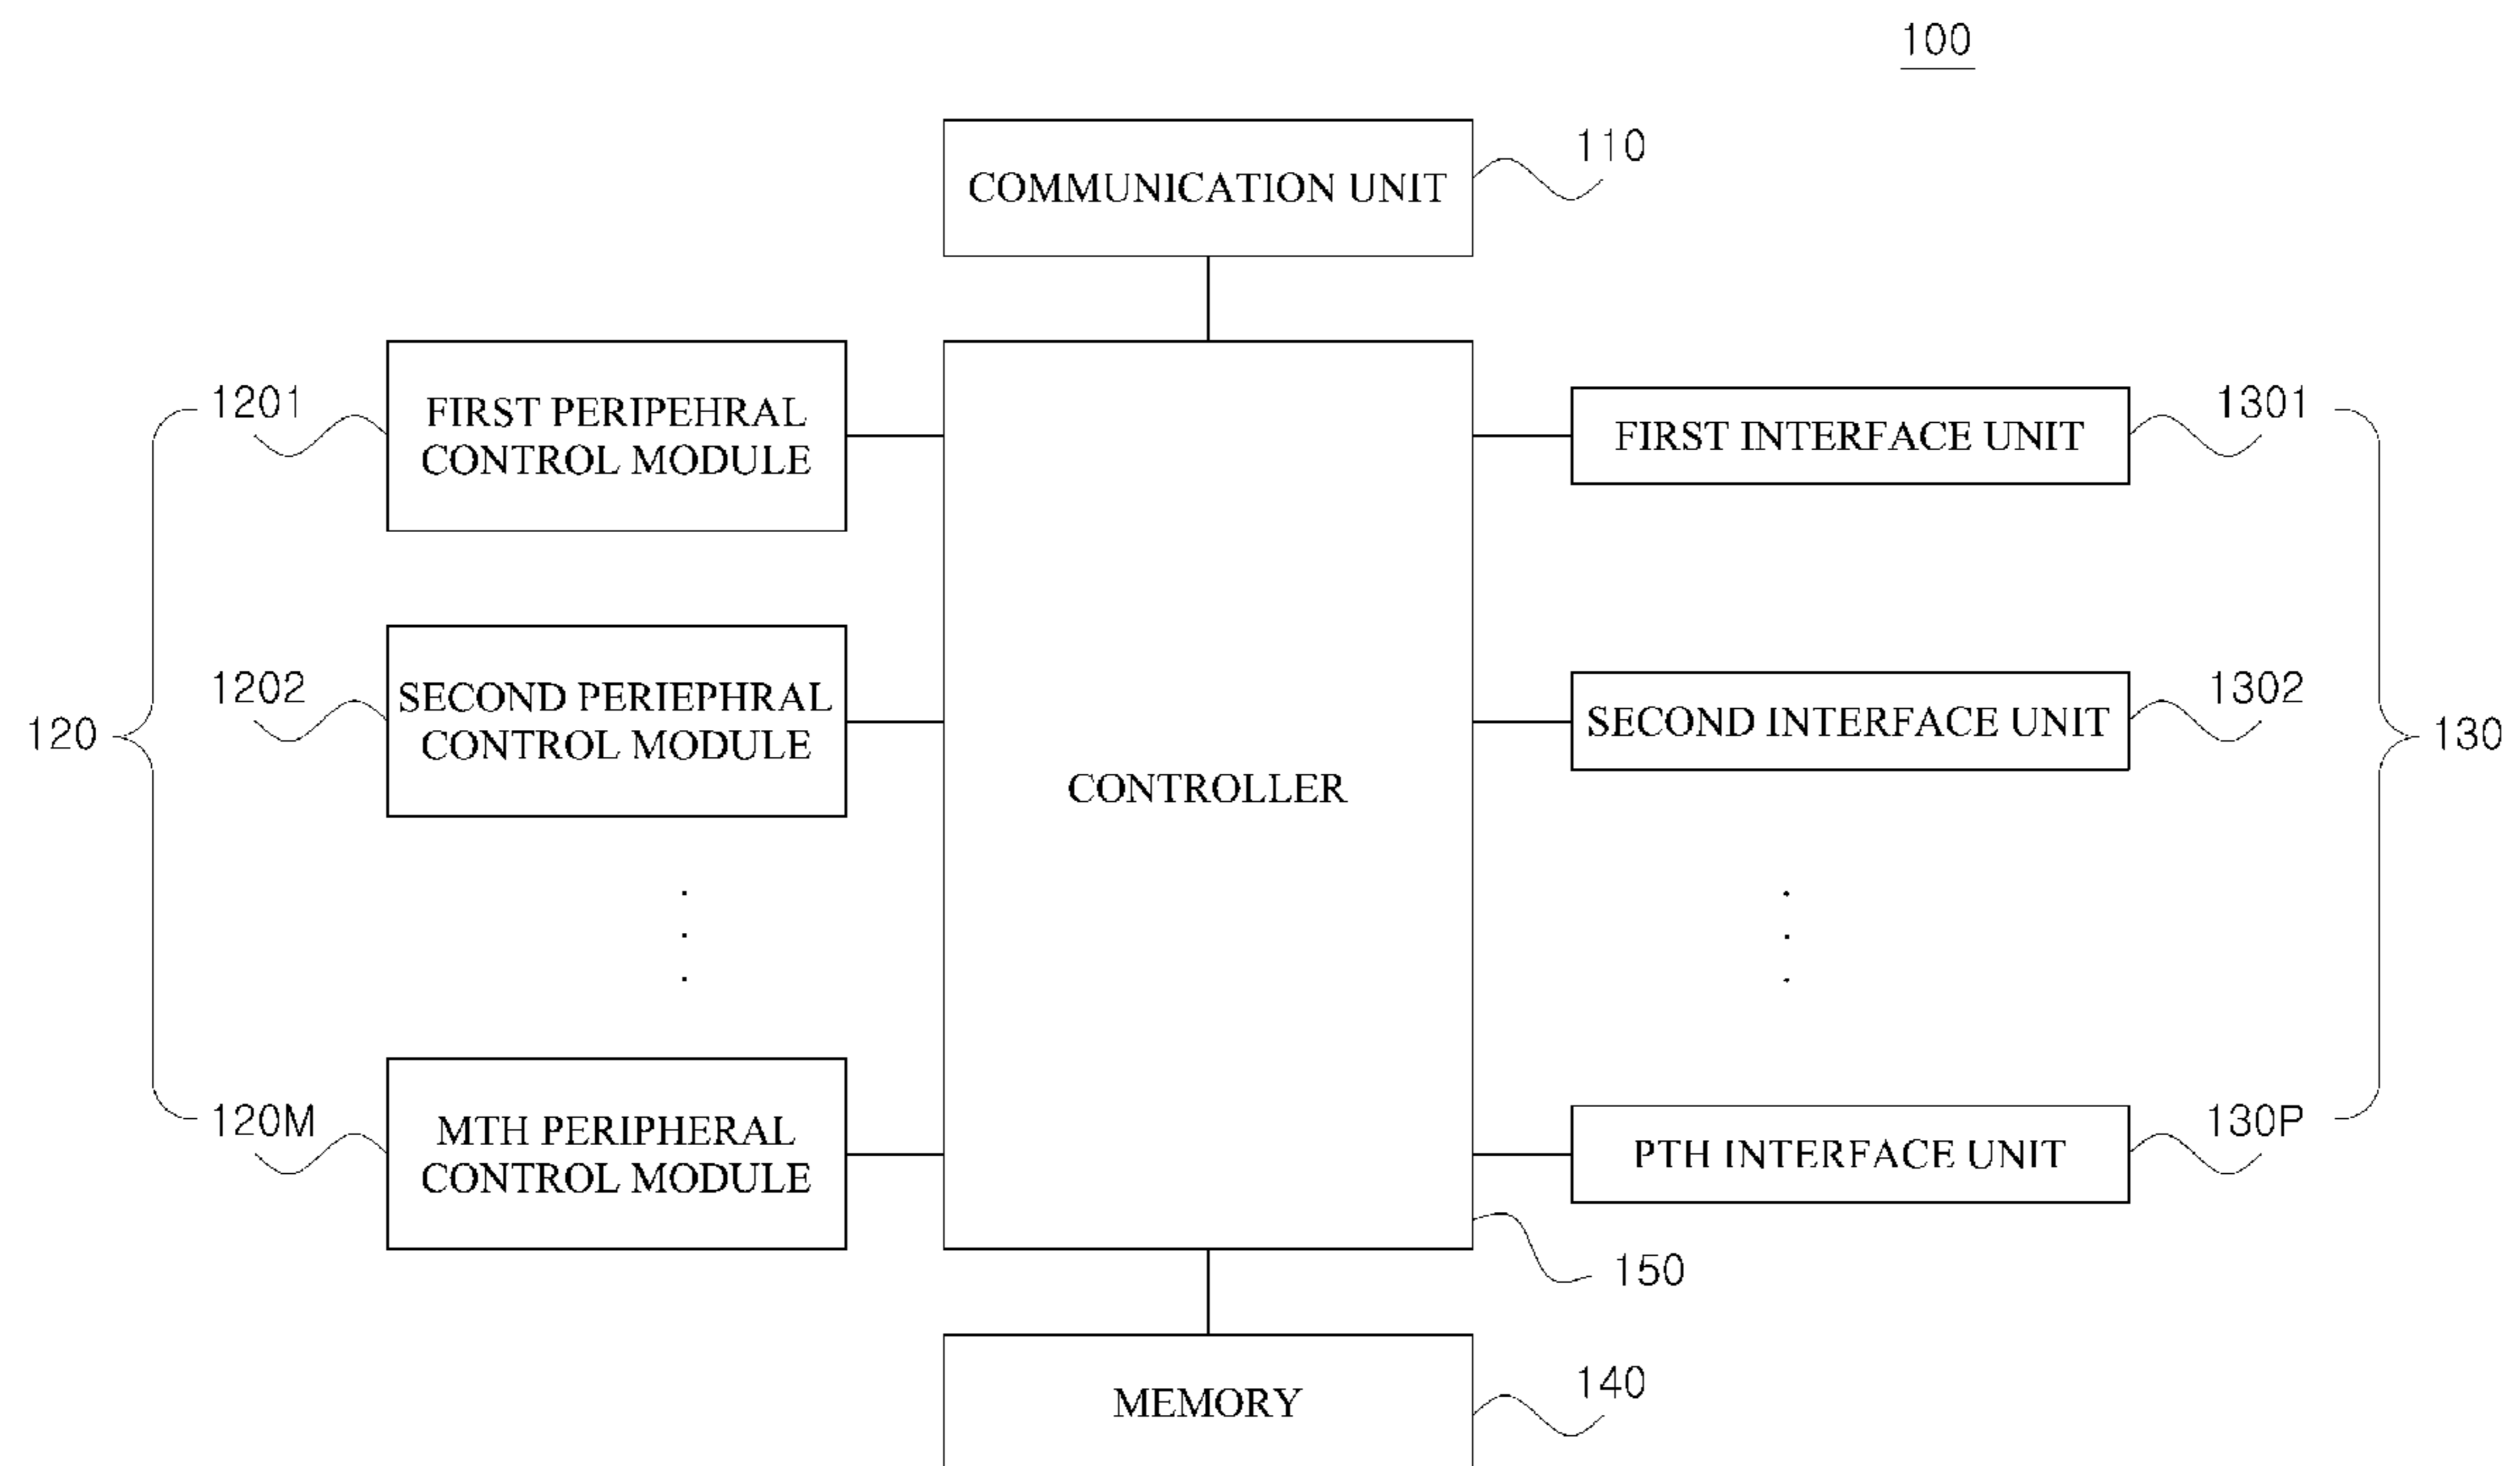 100
110
COMMUNICATION UNIT
1201
FIRST PERIPEHRAL
CONTROL MODULE
FIRST INTERFACE UNIT
1301
1202
SECOND PERIEPHRAL
CONTROL MODULE
SECOND INTERFACE UNIT
1302
120
130
CONTROLLER
120M
MTH PERIPHERAL
CONTROL MODULE
PTH INTERFACE UNIT
130P
150
MEMORY
140